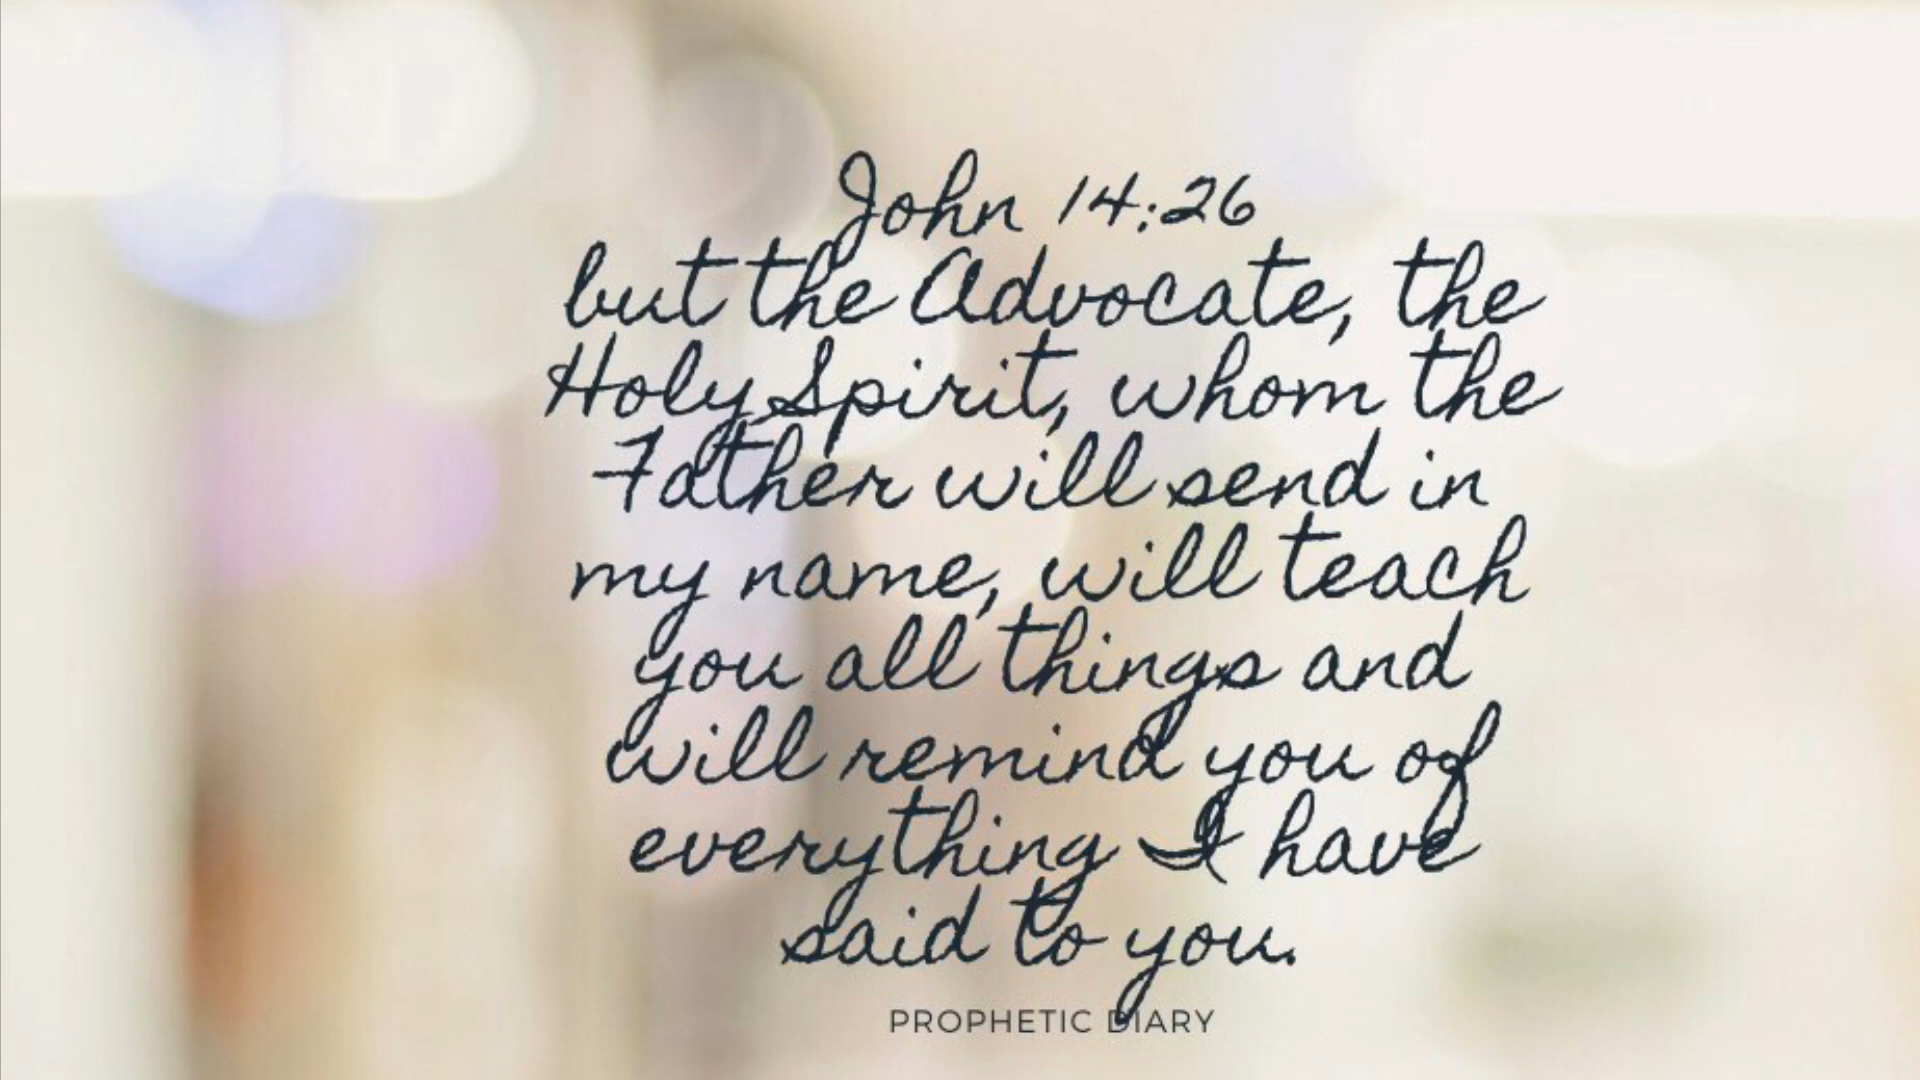 John 14:26
but the Advocate, the
Holy Spirit, whom the
Father will send in
my name, will teach
you all things and
will remind you of
everything I have
said to you.
PROPHETIC DIARY